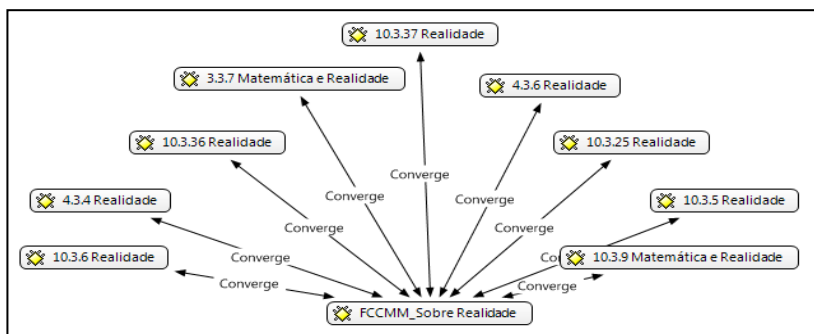 10.3.37 Realidade
3.3.7 Matemática e Realidade
4.3.6 Realidade
10.3.36 Realidade
10.3.25 Realidade
Converge
Converge
Converge
4.3.4 Realidade
10.3.5 Realidade
Converge
Converge
Converge
10.3.6 Realidade
10.3.9 Matemática e Realidade
Converge
Converge
FCCMM_Sobre Realidade